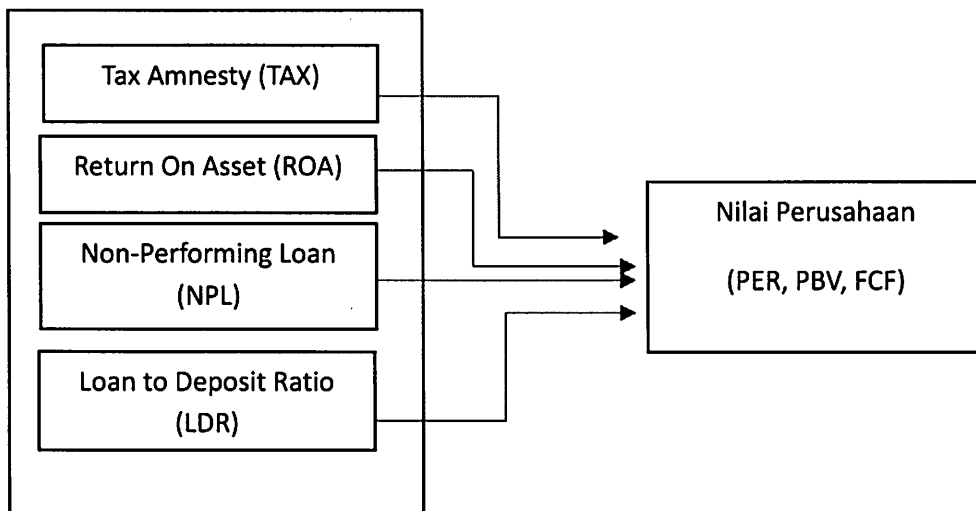 Tax Amnesty (TAX)
Return On Asset (ROA)
Non-Performing Loan
(NPL)
Loan to Deposit Ratio
(LDR)
Nilai Perusahaan
(PER, PBV, FCF)